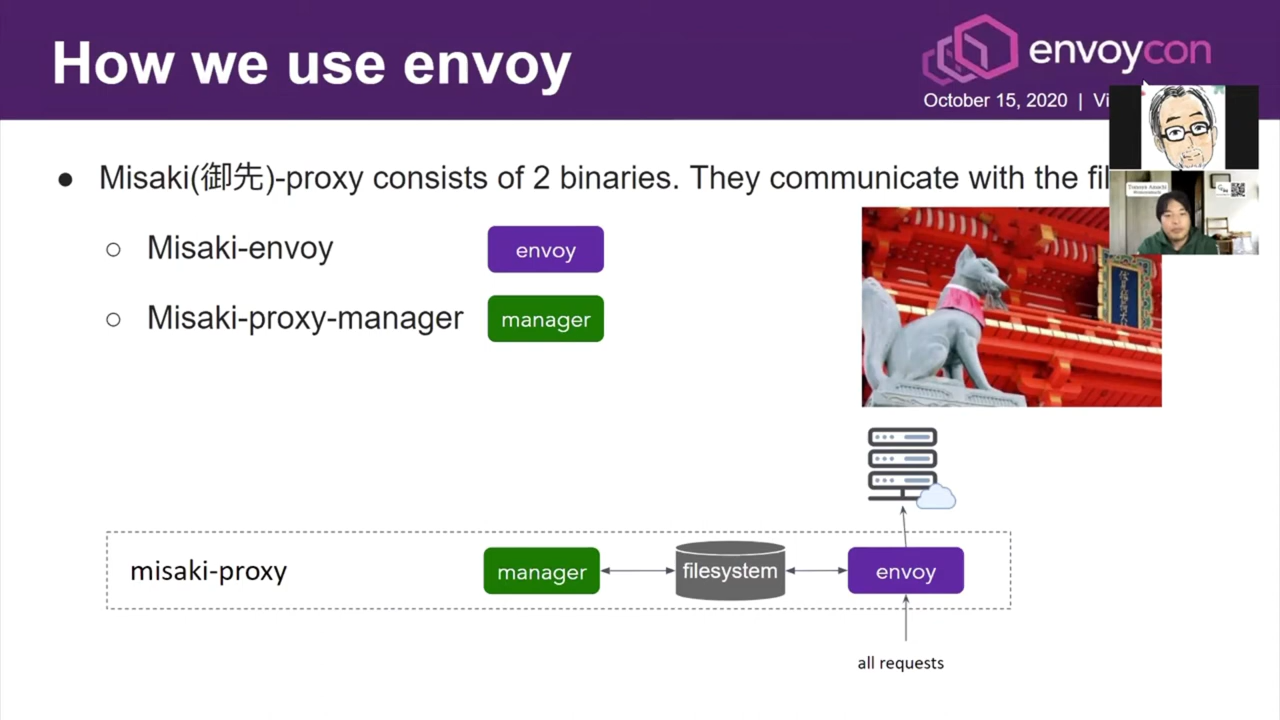 How we use envoy
envoycon
October 15, 2020 | Vi
● Misaki(御先)-proxy consists of 2 binaries. They communicate with the fil
○ Misaki-envoy
envoy
○ Misaki-proxy-manager
manager
misaki-proxy
manager
filesystem
envoy
all requests